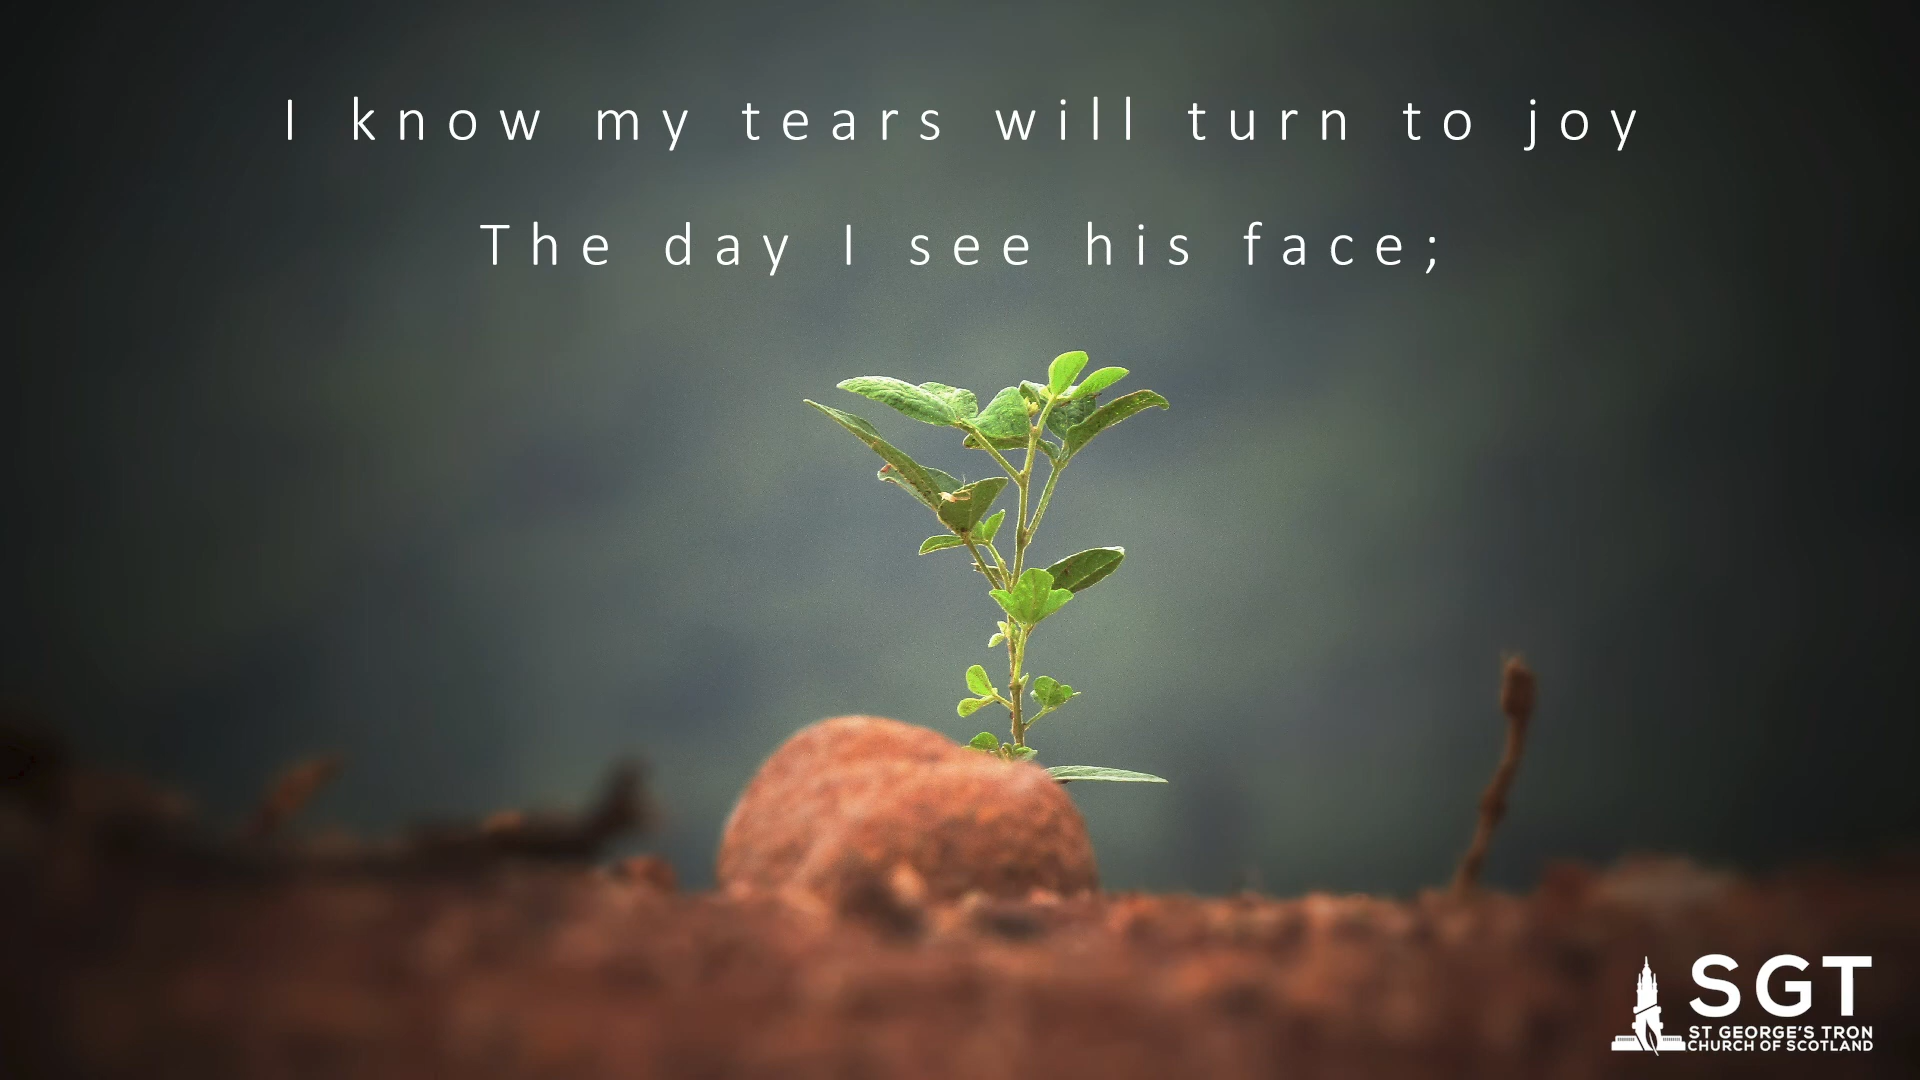 I know my tears will turn to joy
The day I see his face;
SGT
ST GEORGE'S TRON
CHURCH OF SCOTLAND